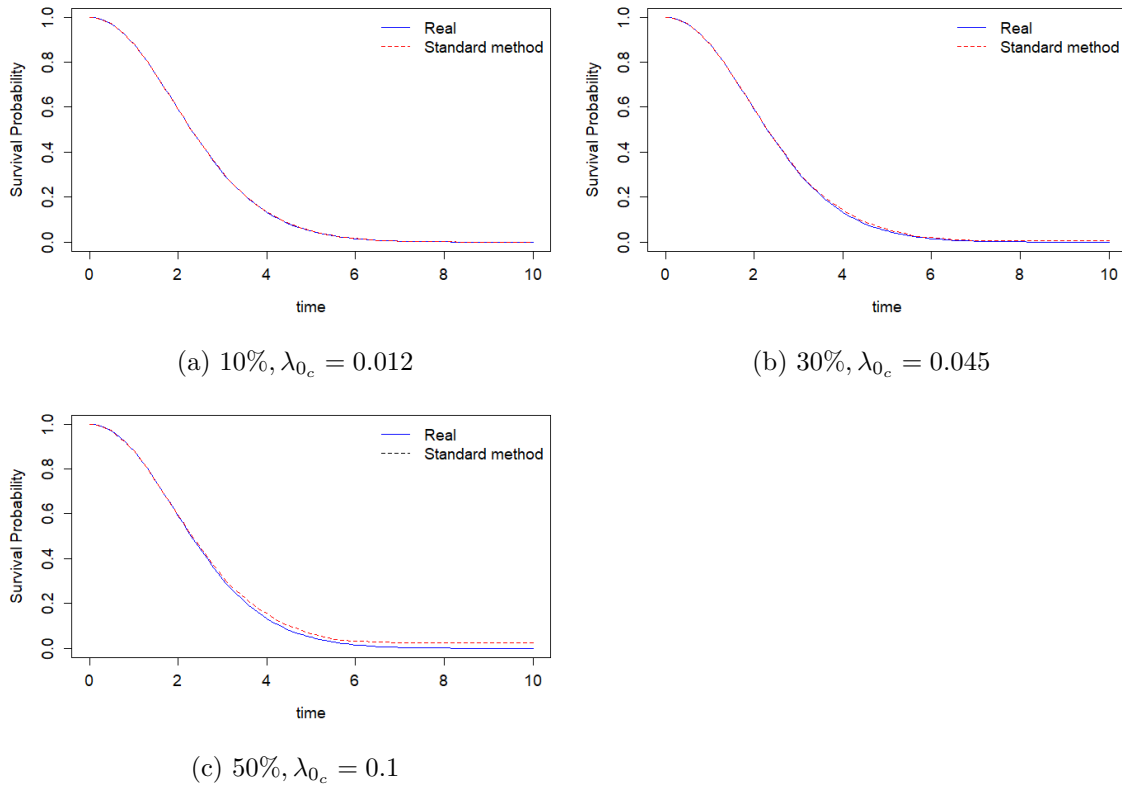 Survival Probability
1.0
0.8
0.6
0.4
0.2
0.0
Real
Standard method
0 2 4 6 8 10
time
(a) 10%, λ₀_c = 0.012
Survival Probability
1.0
0.8
0.6
0.4
0.2
0.0
Real
Standard method
0 2 4 6 8 10
time
(b) 30%, λ₀_c = 0.045
Survival Probability
1.0
0.8
0.6
0.4
0.2
0.0
Real
Standard method
0 2 4 6 8 10
time
(c) 50%, λ₀_c = 0.1